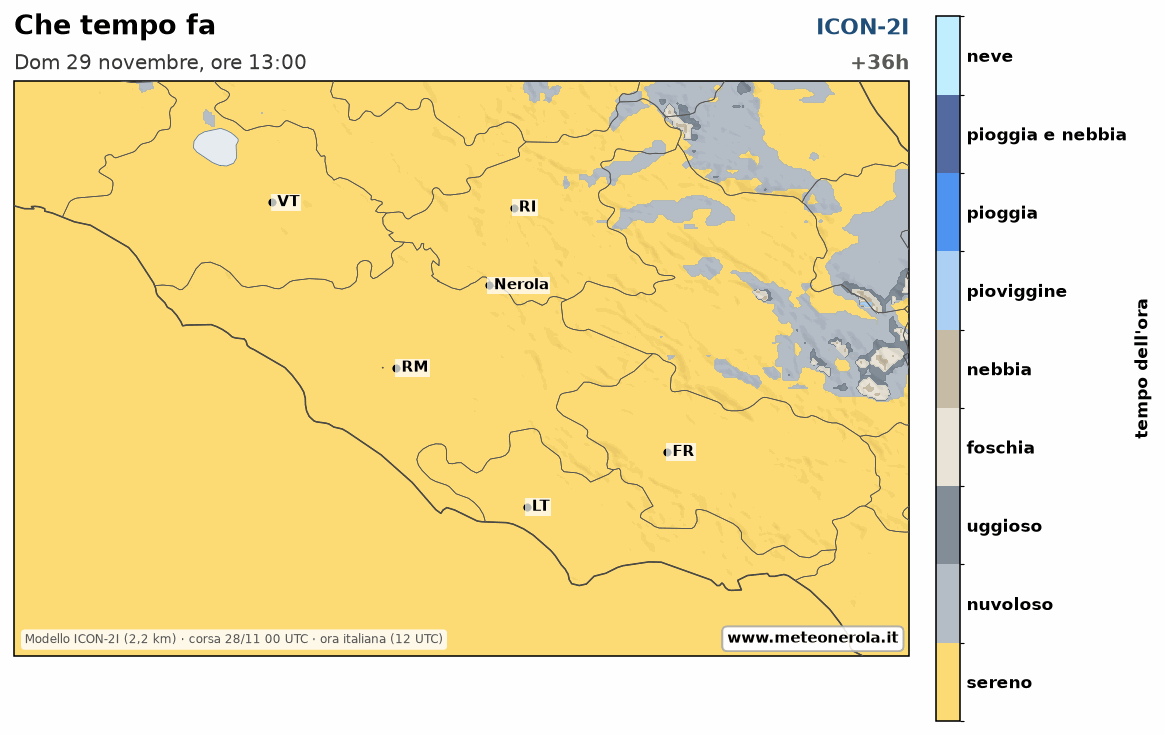 Che tempo fa
ICON-2I
Dom 29 novembre, ore 13:00
+36h
VT
RI
Nerola
RM
FR
LT
Modello ICON-2I (2,2 km) · corsa 28/11 00 UTC · ora italiana (12 UTC)
www.meteonerola.it
neve
pioggia e nebbia
pioggia
pioviggine
nebbia
foschia
uggioso
nuvoloso
sereno
tempo dell'ora